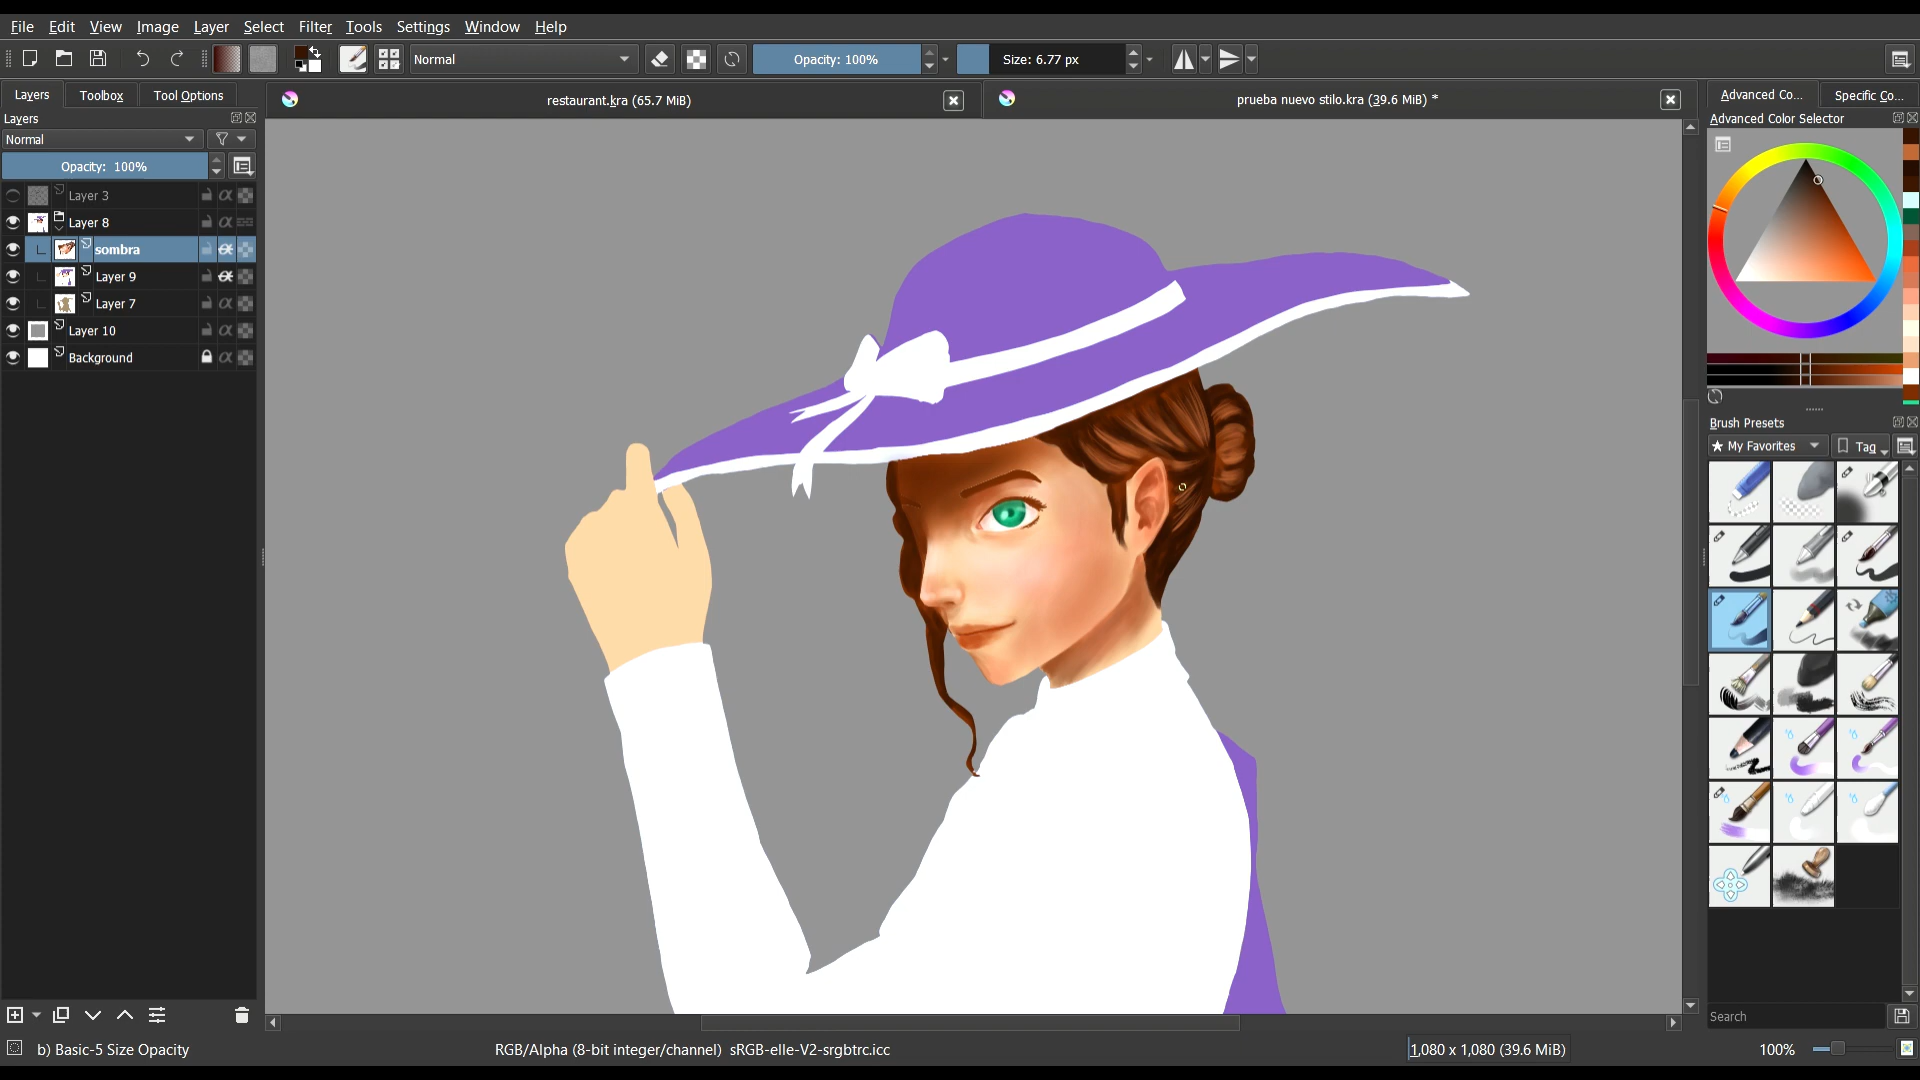 File Edit View Image Layer Select Filter Tools Settings Window Help
Normal Opacity: 100% Size: 6.77 px
Layers Toolbox Tool Options
restaurant.kra (65.7 MiB)
prueba nuevo stilo.kra (39.6 MiB) *
Advanced Co... Specific Co...
Layers
Advanced Color Selector
Normal
Opacity: 100%
Layer 3
Layer 8
sombra
Layer 9
Layer 7
Layer 10
Background
Brush Presets
My Favorites Tag
Search
b) Basic-5 Size Opacity
RGB/Alpha (8-bit integer/channel) sRGB-elle-V2-srgbtrc.icc
1,080 x 1,080 (39.6 MiB)
100%